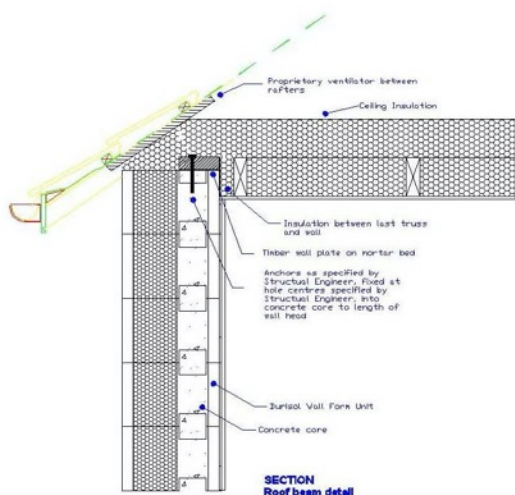 Proprietary ventilator between
rafters
Ceiling Insulation
Insulation between last truss
and wall
Timber wall plate on mortar bed
Anchors as specified by
Structual Engineer, fixed at
hole centres specified by
Structual Engineer, into
concrete core to length of
wall head
Durisol Wall Form Unit
Concrete core
SECTION
Roof beam detail